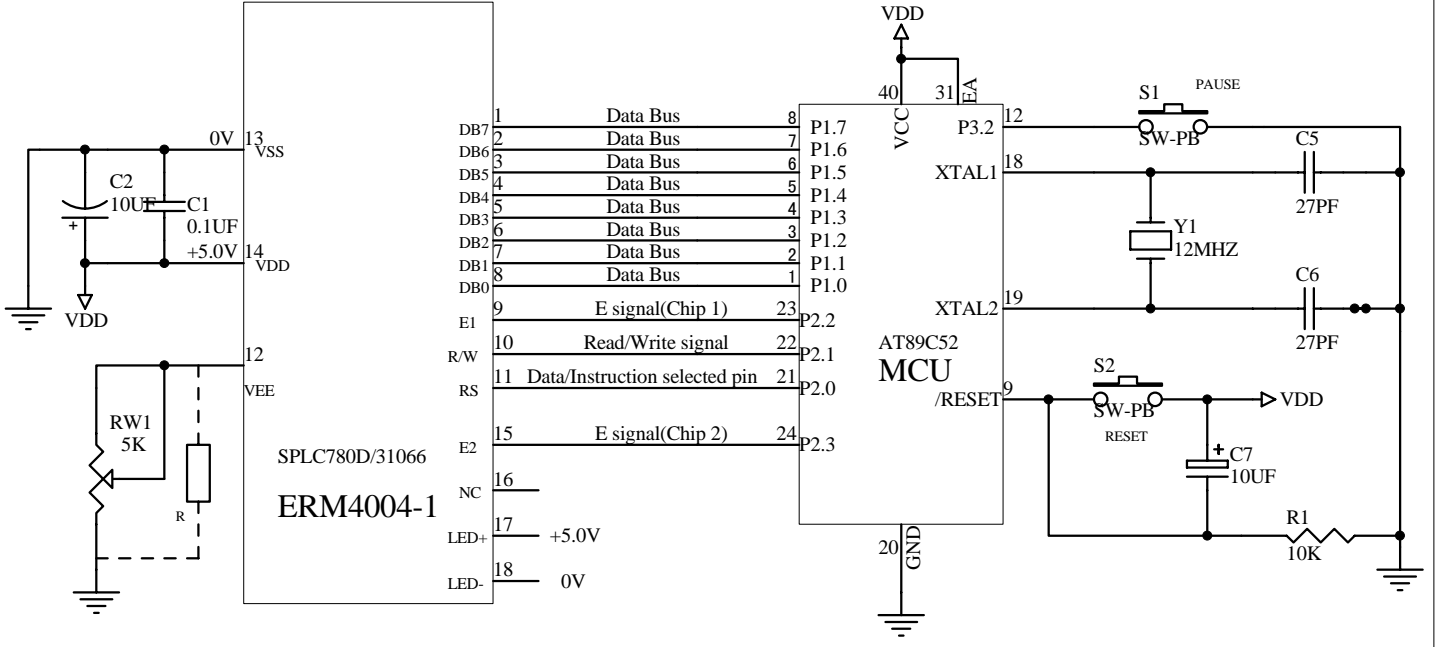 VDD
40
31
EA
VCC
S1
PAUSE
12
P3.2
SW-PB
0V
13
VSS
C2
10UF
+
C1
0.1UF
+5.0V
14
VDD
VDD
1
DB7
Data Bus
8
P1.7
2
DB6
Data Bus
7
P1.6
3
DB5
Data Bus
6
P1.5
4
DB4
Data Bus
5
P1.4
5
DB3
Data Bus
4
P1.3
6
DB2
Data Bus
3
P1.2
7
DB1
Data Bus
2
P1.1
8
DB0
Data Bus
1
P1.0
9
E1
E signal(Chip 1)
23
P2.2
10
R/W
Read/Write signal
22
P2.1
11
RS
Data/Instruction selected pin
21
P2.0
15
E2
E signal(Chip 2)
24
P2.3
16
NC
17
LED+
+5.0V
18
LED-
0V
12
VEE
RW1
5K
R
SPLC780D/31066
ERM4004-1
18
XTAL1
C5
27PF
Y1
12MHZ
19
XTAL2
C6
27PF
AT89C52
MCU
9
/RESET
S2
SW-PB
RESET
VDD
+
C7
10UF
R1
10K
20
GND